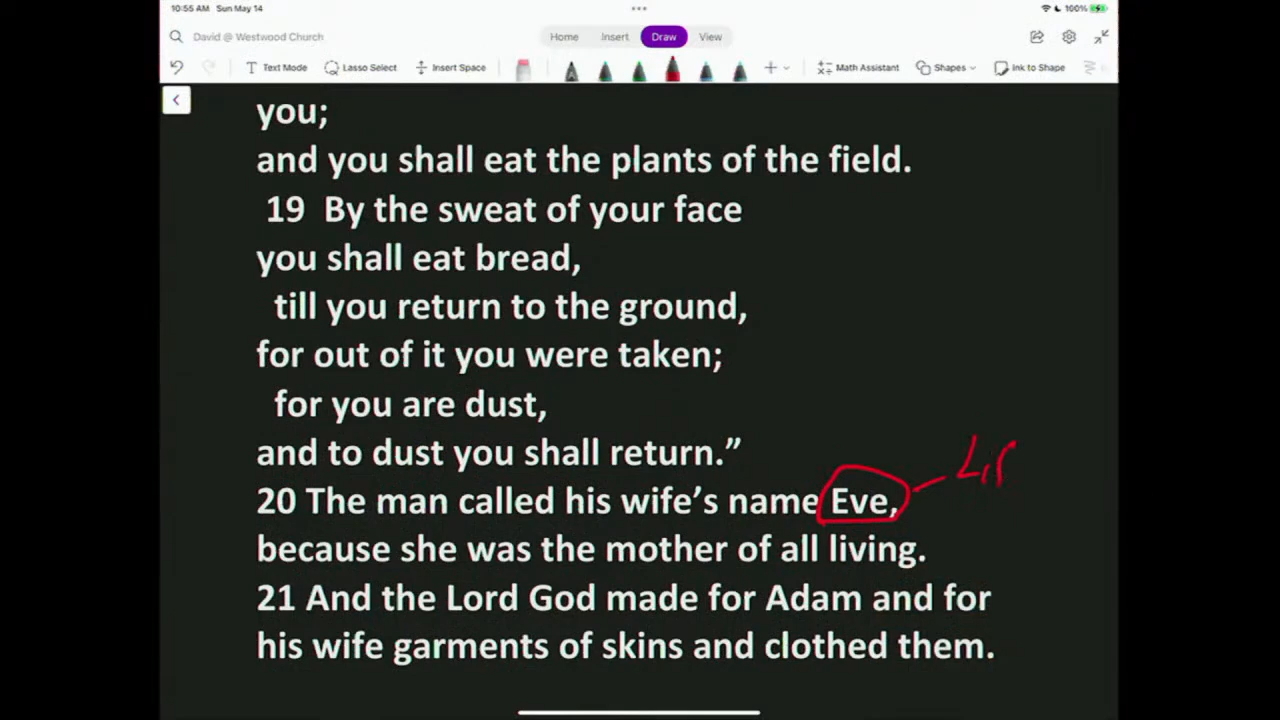 10:55 AM Sun May 14
100%
David @ Westwood Church
Home Insert Draw View
Text Mode Lasso Select Insert Space Math Assistant Shapes Ink to Shape
you;
and you shall eat the plants of the field.
19 By the sweat of your face
you shall eat bread,
till you return to the ground,
for out of it you were taken;
for you are dust,
and to dust you shall return.”
Lif
20 The man called his wife’s name Eve,
because she was the mother of all living.
21 And the Lord God made for Adam and for
his wife garments of skins and clothed them.